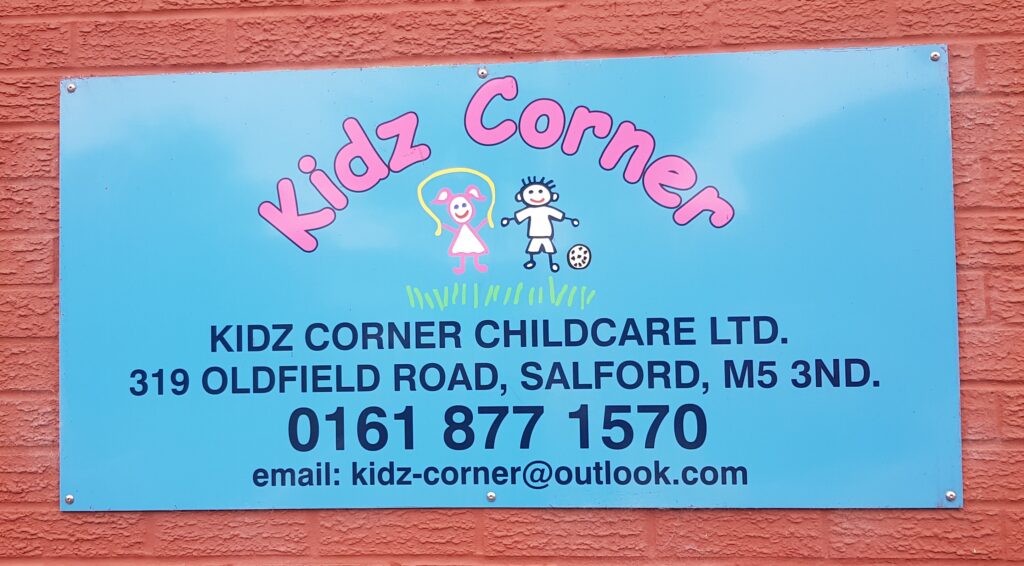 Kidz Corner
KIDZ CORNER CHILDCARE LTD.
319 OLDFIELD ROAD, SALFORD, M5 3ND.
0161 877 1570
email: kidz-corner@outlook.com